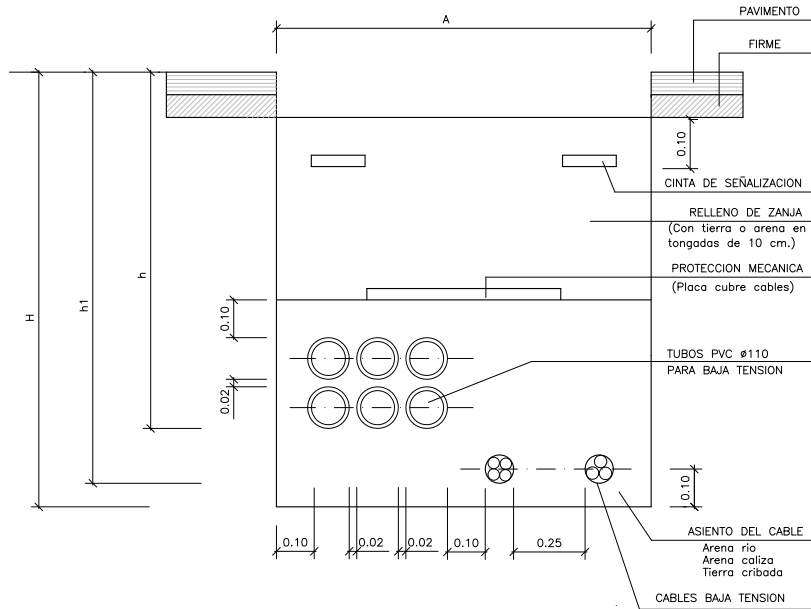 A
PAVIMENTO
FIRME
0.10
CINTA DE SEÑALIZACION
RELLENO DE ZANJA
(Con tierra o arena en
tongadas de 10 cm.)
PROTECCION MECANICA
(Placa cubre cables)
H
h1
h
0.10
0.02
TUBOS PVC ø110
PARA BAJA TENSION
0.10
0.10
0.02
0.02
0.10
0.25
ASIENTO DEL CABLE
Arena rio
Arena caliza
Tierra cribada
CABLES BAJA TENSION